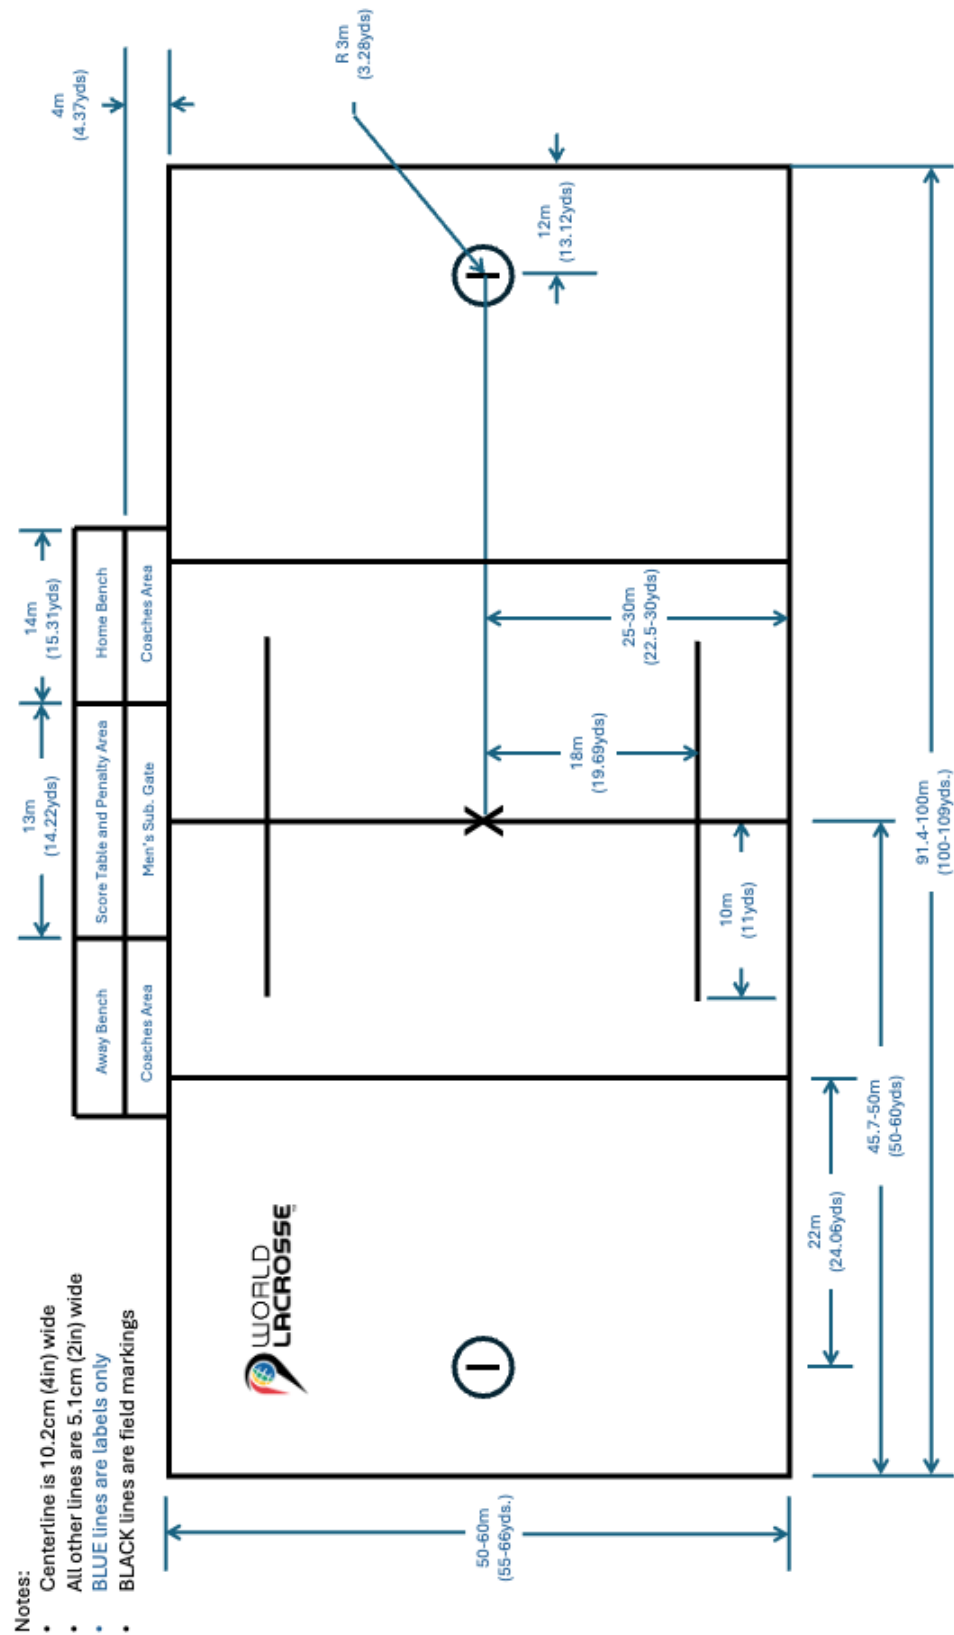 Notes:
• Centerline is 10.2cm (4in) wide
• All other lines are 5.1cm (2in) wide
• BLUE lines are labels only
• BLACK lines are field markings
13m
(14.22yds)
14m
(15.31yds)
4m
(4.37yds)
Away Bench
Score Table and Penalty Area
Home Bench
Coaches Area
Men's Sub. Gate
Coaches Area
R 3m
(3.28yds)
WORLD
LACROSSE
50-60m
(55-66yds.)
12m
(13.12yds)
18m
(19.69yds)
25-30m
(22.5-30yds)
10m
(11yds)
22m
(24.06yds)
45.7-50m
(50-60yds)
91.4-100m
(100-109yds.)